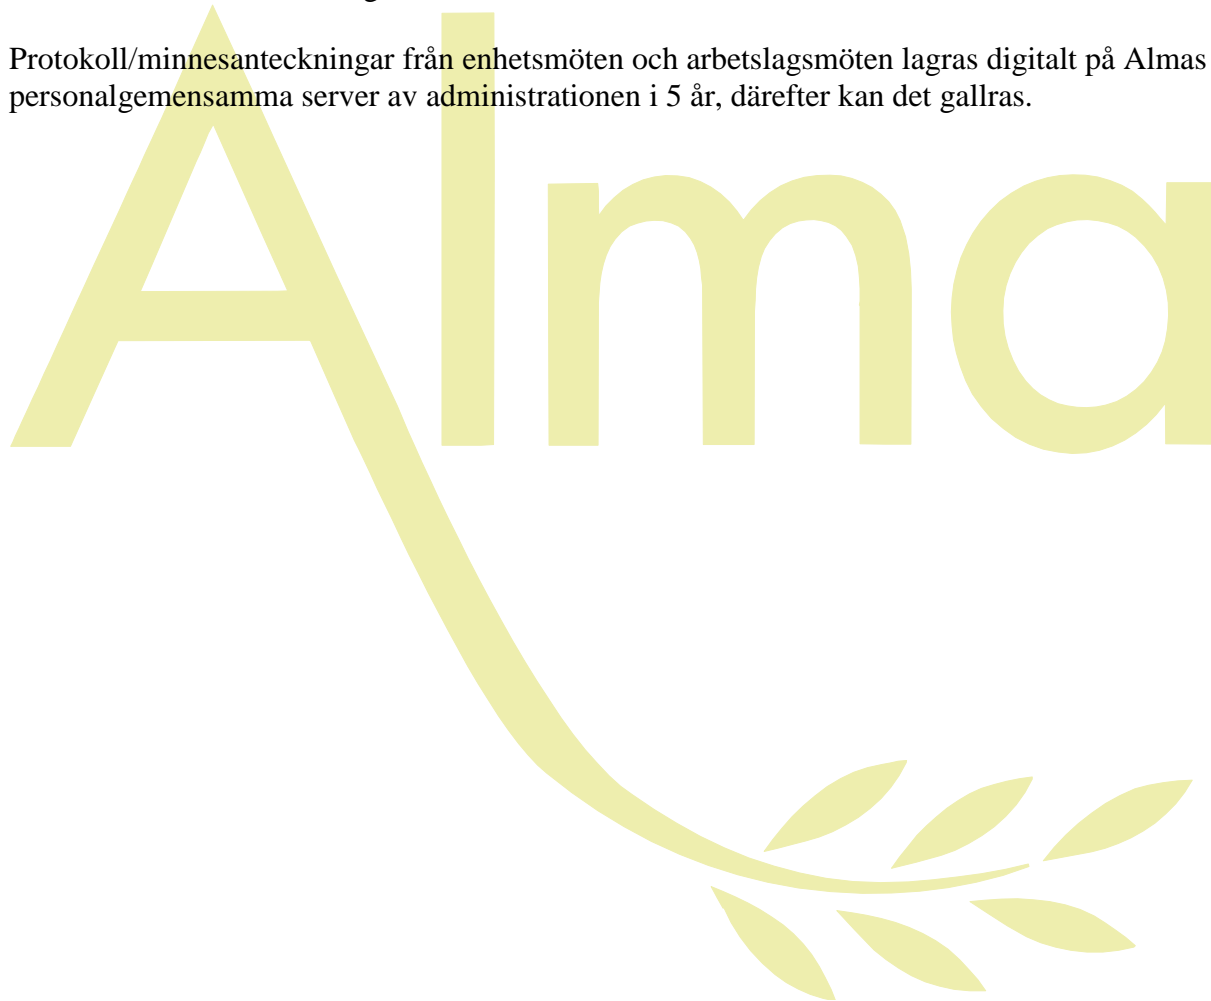 Protokoll/minnesanteckningar från enhetsmöten och arbetslagsmöten lagras digitalt på Almas
personalgemensamma server av administrationen i 5 år, därefter kan det gallras.
Alma